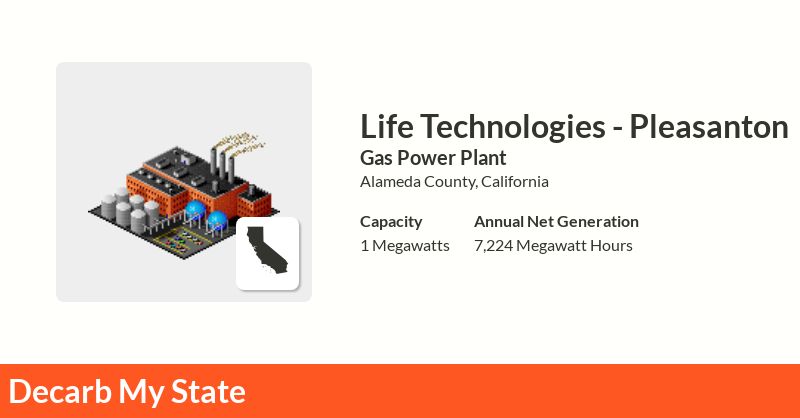 Life Technologies - Pleasanton
Gas Power Plant
Alameda County, California
Capacity
Annual Net Generation
1 Megawatts
7,224 Megawatt Hours
Decarb My State